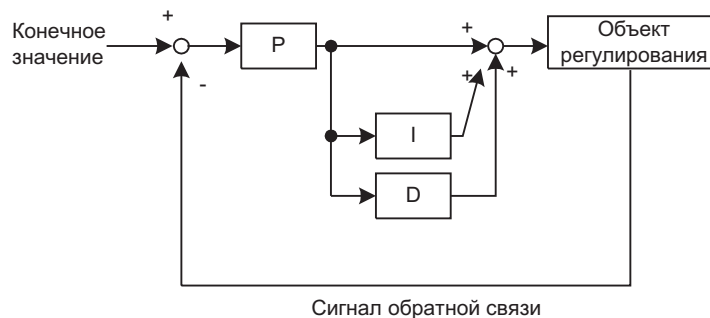 Конечное
значение
+
-
P
I
D
+
+
+
Объект
регулирования
Сигнал обратной связи